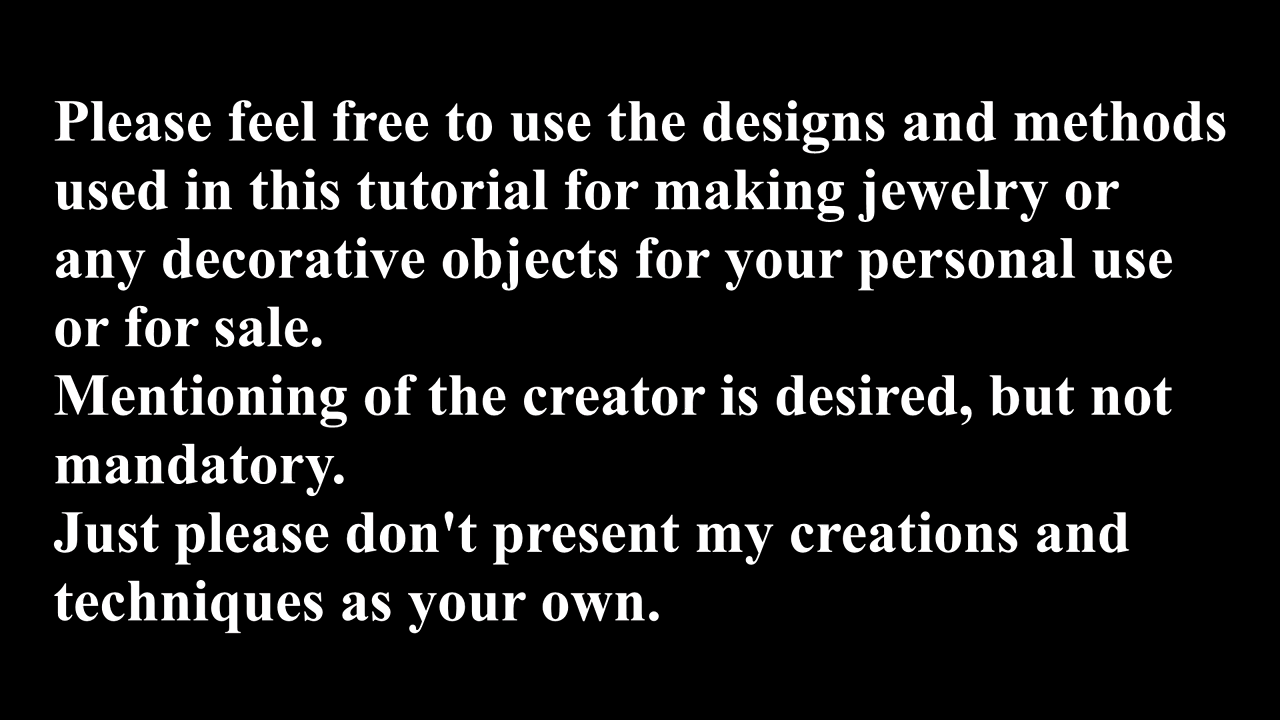 Please feel free to use the designs and methods
used in this tutorial for making jewelry or
any decorative objects for your personal use
or for sale.
Mentioning of the creator is desired, but not
mandatory.
Just please don't present my creations and
techniques as your own.